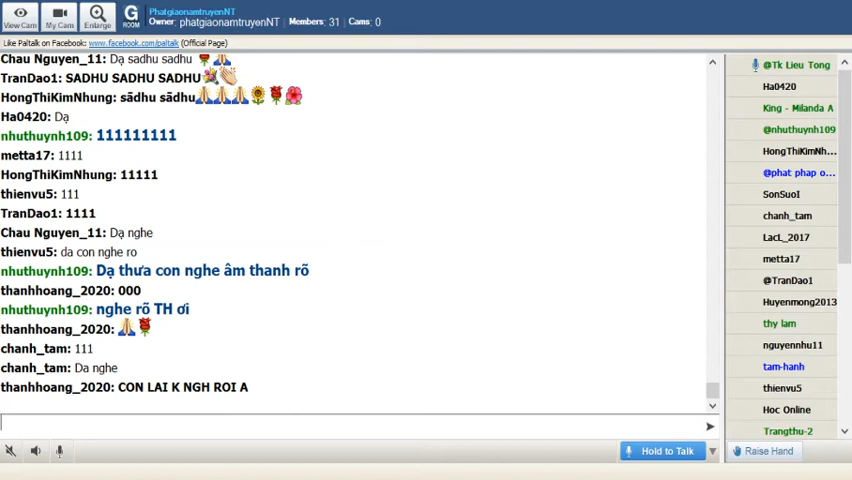 PhatgiaonamtruyenNT
Owner: phatgiaonamtruyenNT Members: 31 Cams: 0
View Cam My Cam Enlarge G ROOM
Like Paltalk on Facebook: www.facebook.com/paltalk (Official Page)
Chau Nguyen_11: Dạ sadhu sadhu
TranDao1: SADHU SADHU SADHU
HongThiKimNhung: sādhu sādhu
Ha0420: Dạ
nhuthuynh109: 111111111
metta17: 1111
HongThiKimNhung: 11111
thienvu5: 111
TranDao1: 1111
Chau Nguyen_11: Dạ nghe
thienvu5: da con nghe ro
nhuthuynh109: Dạ thưa con nghe âm thanh rõ
thanhhoang_2020: 000
nhuthuynh109: nghe rõ TH ơi
thanhhoang_2020:
chanh_tam: 111
chanh_tam: Da nghe
thanhhoang_2020: CON LAI K NGH ROI A
@Tk Lieu Tong
Ha0420
King - Milanda A
@nhuthuynh109
HongThiKimNh...
@phat phap o...
SonSuoI
chanh_tam
LacL_2017
metta17
@TranDao1
Huyenmong2013
thy lam
nguyennhu11
tam-hanh
thienvu5
Hoc Online
Trangthu-2
Hold to Talk
Raise Hand